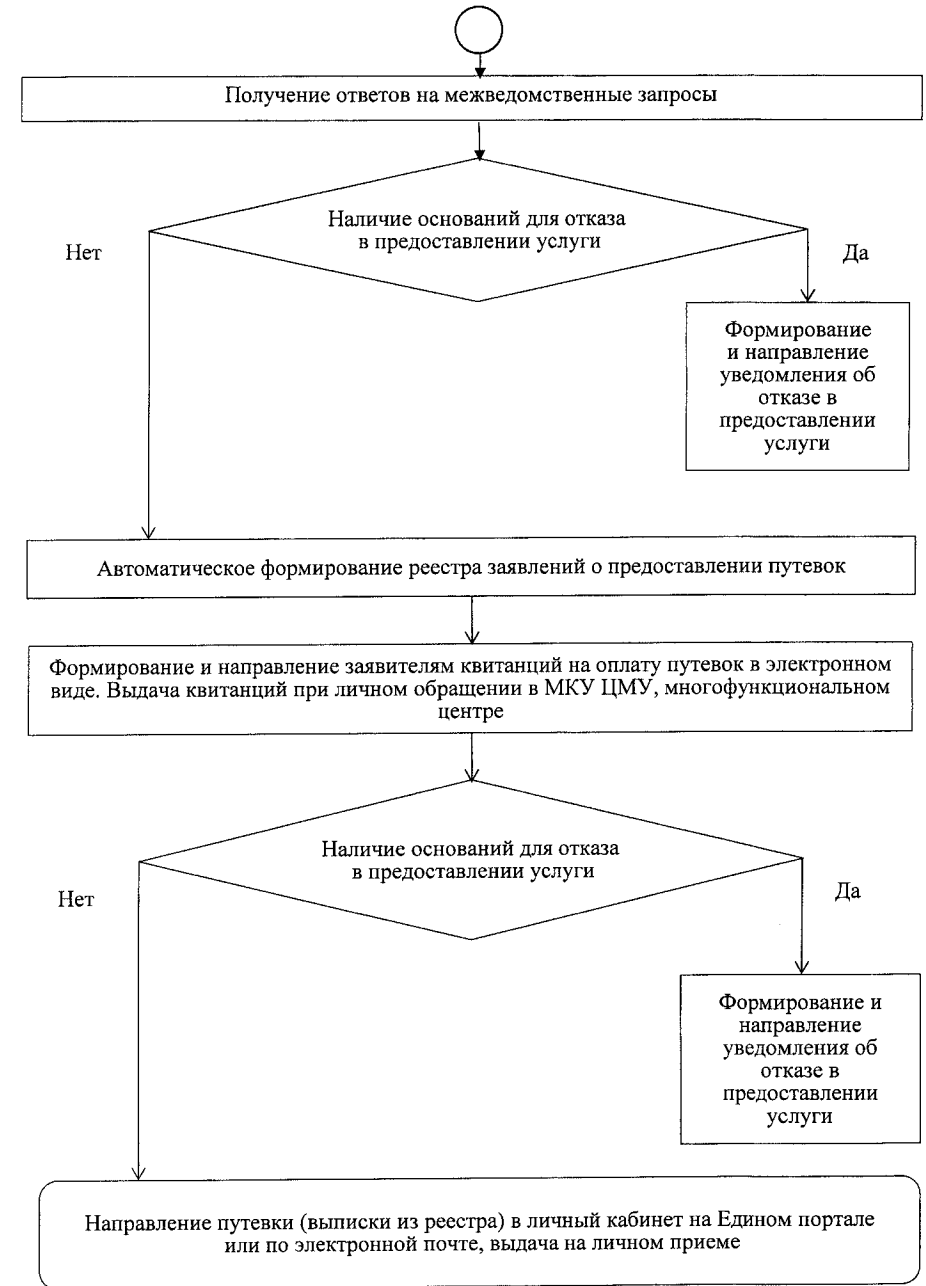 Получение ответов на межведомственные запросы
Наличие оснований для отказа
в предоставлении услуги
Нет
Да
Формирование
и направление
уведомления об
отказе в
предоставлении
услуги
Автоматическое формирование реестра заявлений о предоставлении путевок
Формирование и направление заявителям квитанций на оплату путевок в электронном
виде. Выдача квитанций при личном обращении в МКУ ЦМУ, многофункциональном
центре
Наличие оснований для отказа
в предоставлении услуги
Нет
Да
Формирование и
направление
уведомления об
отказе в
предоставлении
услуги
Направление путевки (выписки из реестра) в личный кабинет на Едином портале
или по электронной почте, выдача на личном приеме